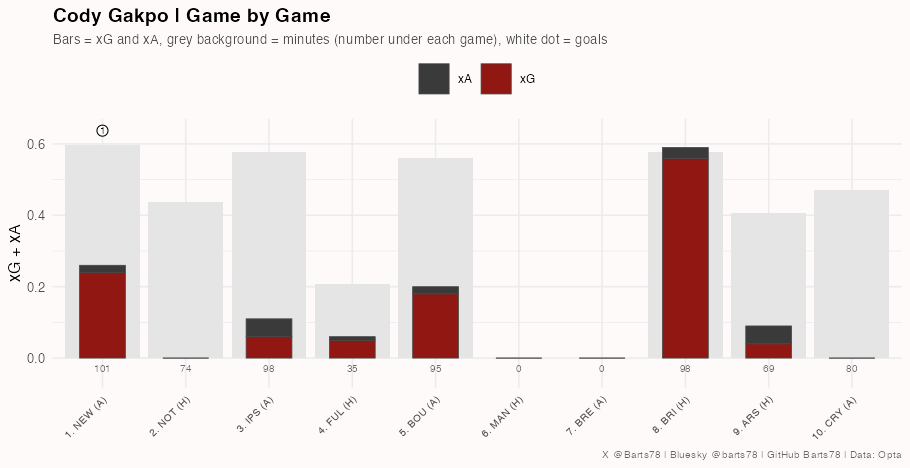 Cody Gakpo | Game by Game
Bars = xG and xA, grey background = minutes (number under each game), white dot = goals
xA xG
1
0.6
0.4
0.2
0.0
xG + xA
101 74 98 35 95 0 0 98 69 80
1. NEW (A)
2. NOT (H)
3. IPS (A)
4. FUL (H)
5. BOU (A)
6. MAN (H)
7. BRE (A)
8. BRI (H)
9. ARS (H)
10. CRY (A)
X @Barts78 | Bluesky @barts78 | GitHub Barts78 | Data: Opta